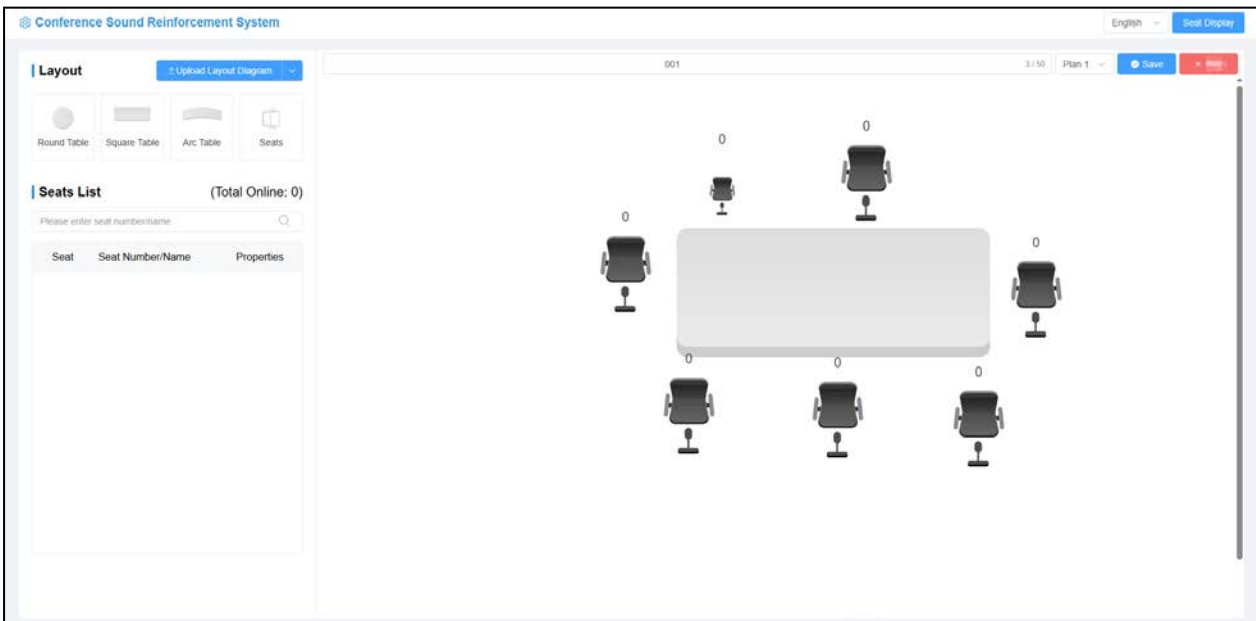 Conference Sound Reinforcement System
English
Seat Display
Layout
Upload Layout Diagram
001
3 / 50
Plan 1
Save
×
Round Table
Square Table
Arc Table
Seats
Seats List
(Total Online: 0)
Please enter seat number/name
Seat
Seat Number/Name
Properties
0
0
0
0
0
0
0